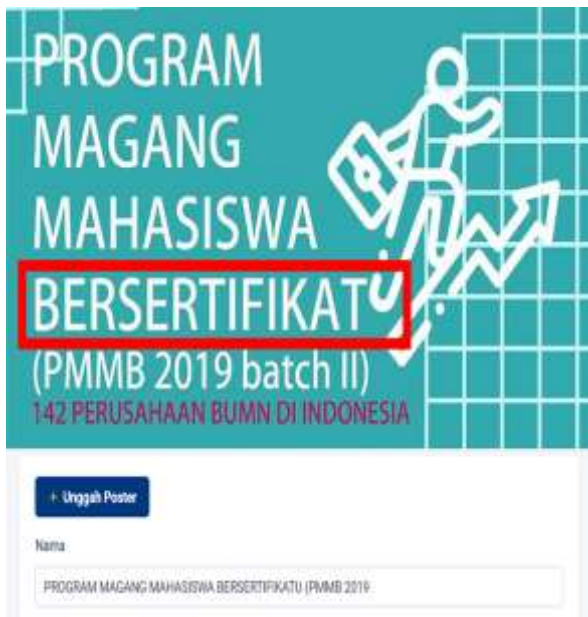 PROGRAM
MAGANG
MAHASISWA
BERSERTIFIKAT
(PMMB 2019 batch II)
142 PERUSAHAAN BUMN DI INDONESIA
+ Unggah Poster
Nama
PROGRAM MAGANG MAHASISWA BERSERTIFIKATU (PMMB 2019